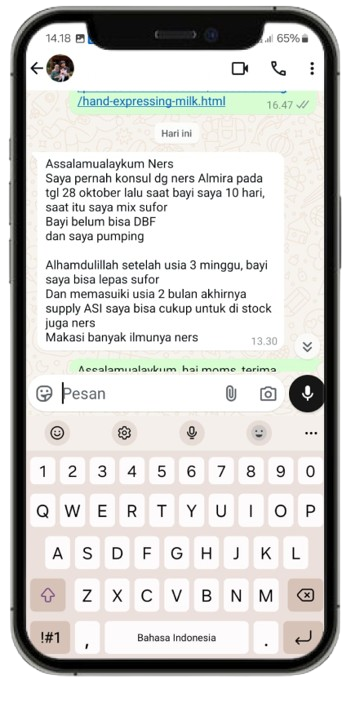 14.18
65%
/hand-expressing-milk.html
16.47
Hari ini
Assalamualaykum Ners
Saya pernah konsul dg ners Almira pada
tgl 28 oktober lalu saat bayi saya 10 hari,
saat itu saya mix sufor
Bayi belum bisa DBF
dan saya pumping
Alhamdulillah setelah usia 3 minggu, bayi
saya bisa lepas sufor
Dan memasuiki usia 2 bulan akhirnya
supply ASI saya bisa cukup untuk di stock
juga ners
Makasi banyak ilmunya ners
13.30
Assalamualaykum, hai moms, terima
Pesan
1 2 3 4 5 6 7 8 9 0
Q W E R T Y U I O P
A S D F G H J K L
Z X C V B N M
!#1 , Bahasa Indonesia .